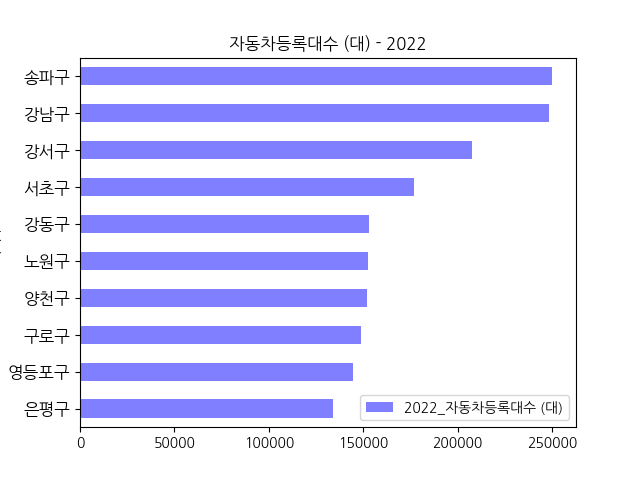 자동차등록대수 (대) - 2022
송파구
강남구
강서구
서초구
강동구
노원구
양천구
구로구
영등포구
은평구
2022_자동차등록대수 (대)
0 50000 100000 150000 200000 250000